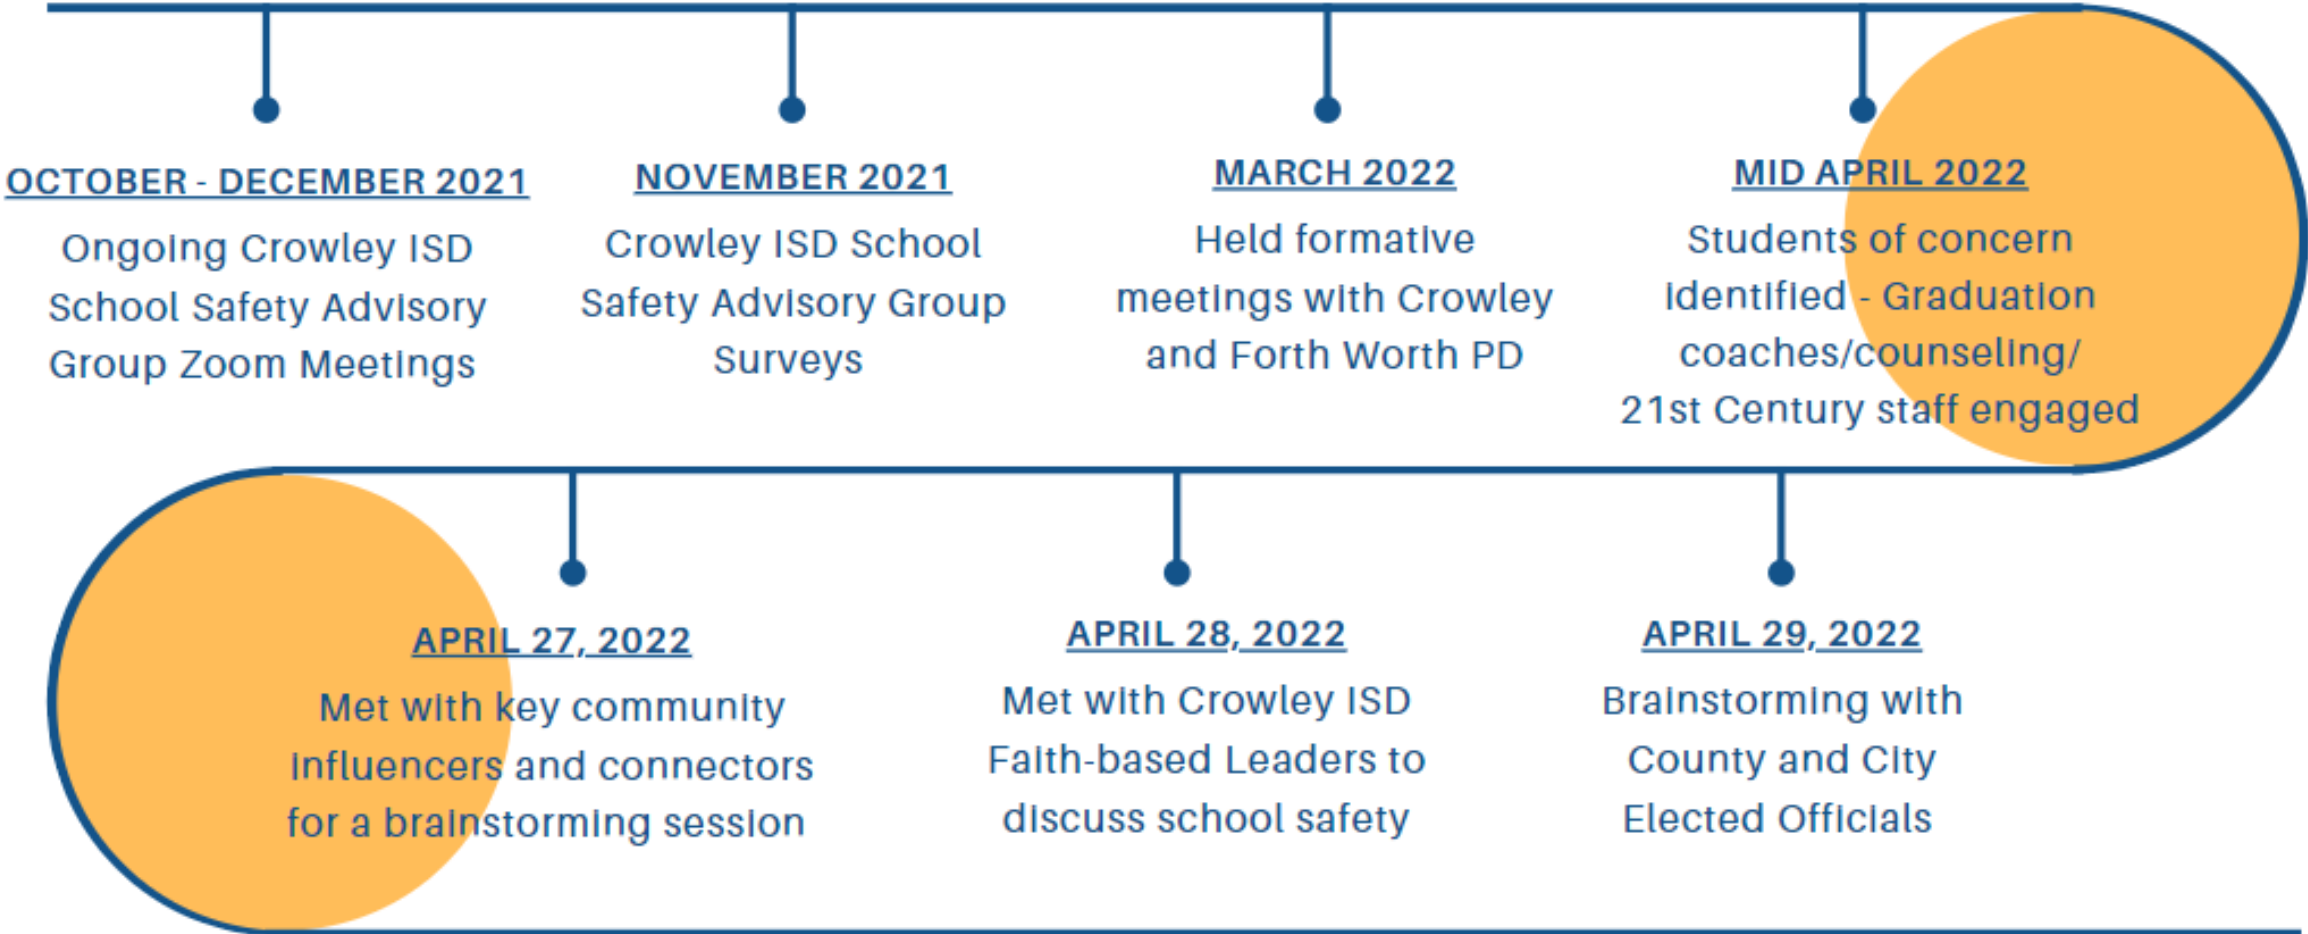 OCTOBER - DECEMBER 2021
Ongoing Crowley ISD
School Safety Advisory
Group Zoom Meetings
NOVEMBER 2021
Crowley ISD School
Safety Advisory Group
Surveys
MARCH 2022
Held formative
meetings with Crowley
and Forth Worth PD
MID APRIL 2022
Students of concern
identified - Graduation
coaches/counseling/
21st Century staff engaged
APRIL 27, 2022
Met with key community
influencers and connectors
for a brainstorming session
APRIL 28, 2022
Met with Crowley ISD
Faith-based Leaders to
discuss school safety
APRIL 29, 2022
Brainstorming with
County and City
Elected Officials